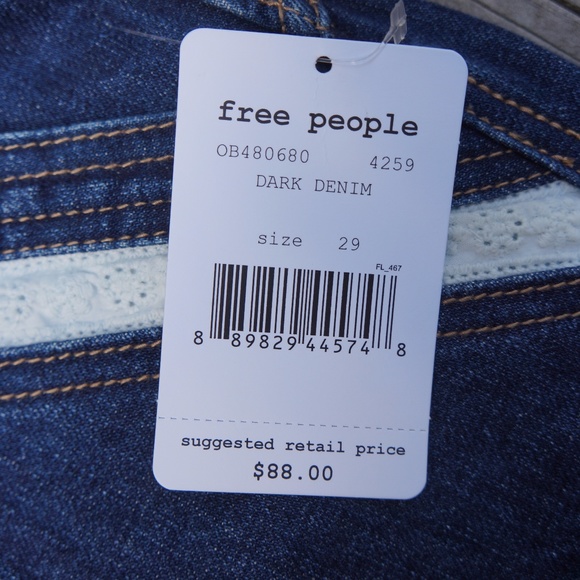 free people
OB480680 4259
DARK DENIM
size 29
FL_467
8 89829 44574 8
suggested retail price
$88.00